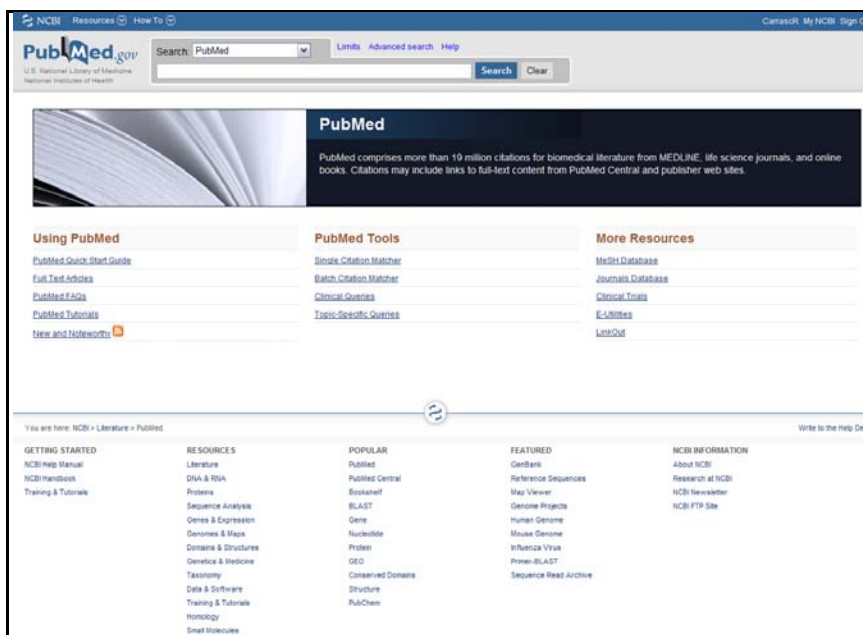 NCBI Resources How To CarrascR My NCBI Sign O
PubMed.gov
U.S. National Library of Medicine
National Institutes of Health
Search: PubMed
Limits Advanced search Help
Search Clear
PubMed
PubMed comprises more than 19 million citations for biomedical literature from MEDLINE, life science journals, and online
books. Citations may include links to full-text content from PubMed Central and publisher web sites.
Using PubMed
PubMed Quick Start Guide
Full Text Articles
PubMed FAQs
PubMed Tutorials
New and Noteworthy
PubMed Tools
Single Citation Matcher
Batch Citation Matcher
Clinical Queries
Topic-Specific Queries
More Resources
MeSH Database
Journals Database
Clinical Trials
E-Utilities
LinkOut
You are here: NCBI > Literature > PubMed
Write to the Help De
GETTING STARTED
NCBI Help Manual
NCBI Handbook
Training & Tutorials
RESOURCES
Literature
DNA & RNA
Proteins
Sequence Analysis
Genes & Expression
Genomes & Maps
Domains & Structures
Genetics & Medicine
Taxonomy
Data & Software
Training & Tutorials
Homology
Small Molecules
POPULAR
PubMed
PubMed Central
Bookshelf
BLAST
Gene
Nucleotide
Protein
GEO
Conserved Domains
Structure
PubChem
FEATURED
GenBank
Reference Sequences
Map Viewer
Genome Projects
Human Genome
Mouse Genome
Influenza Virus
Primer-BLAST
Sequence Read Archive
NCBI INFORMATION
About NCBI
Research at NCBI
NCBI Newsletter
NCBI FTP Site